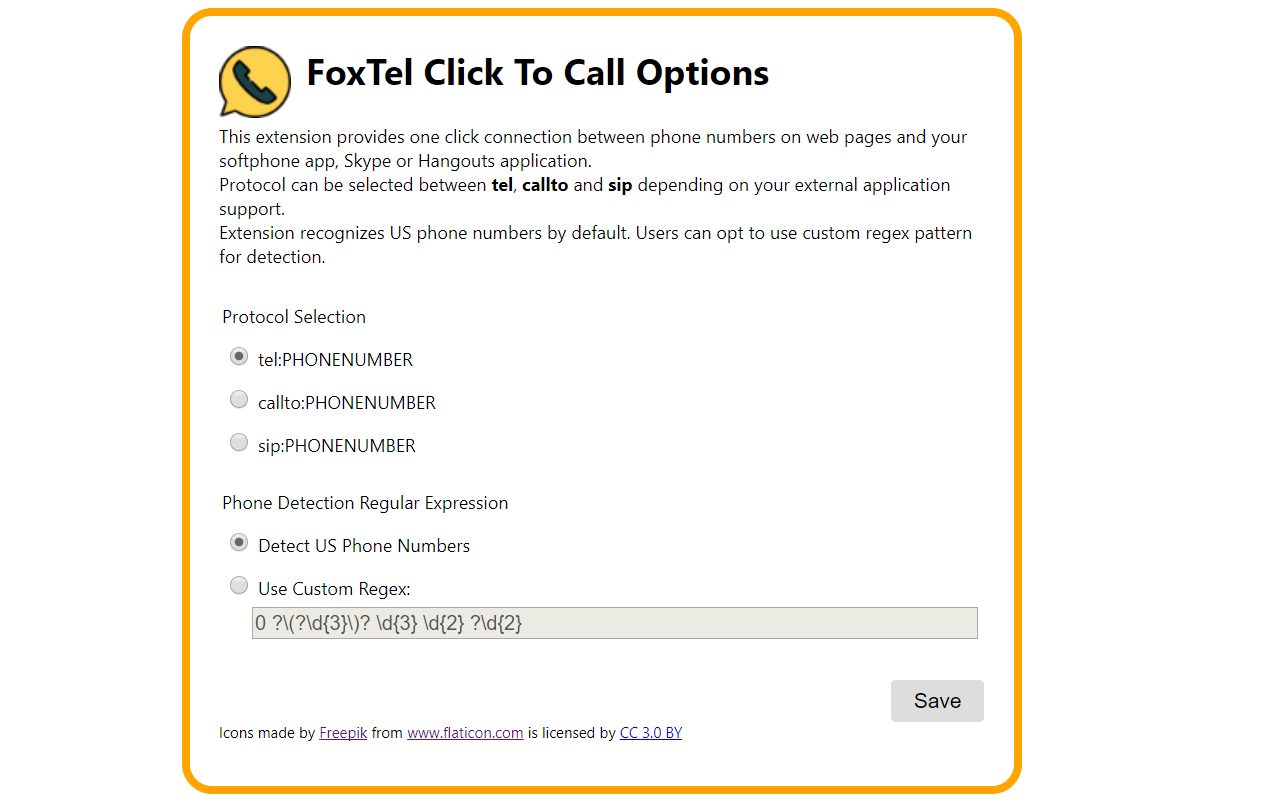 FoxTel Click To Call Options
This extension provides one click connection between phone numbers on web pages and your
softphone app, Skype or Hangouts application.
Protocol can be selected between tel, callto and sip depending on your external application
support.
Extension recognizes US phone numbers by default. Users can opt to use custom regex pattern
for detection.
Protocol Selection
tel:PHONENUMBER
callto:PHONENUMBER
sip:PHONENUMBER
Phone Detection Regular Expression
Detect US Phone Numbers
Use Custom Regex:
0 ?\(?\d{3}\)? \d{3} \d{2} ?\d{2}
Save
Icons made by Freepik from www.flaticon.com is licensed by CC 3.0 BY